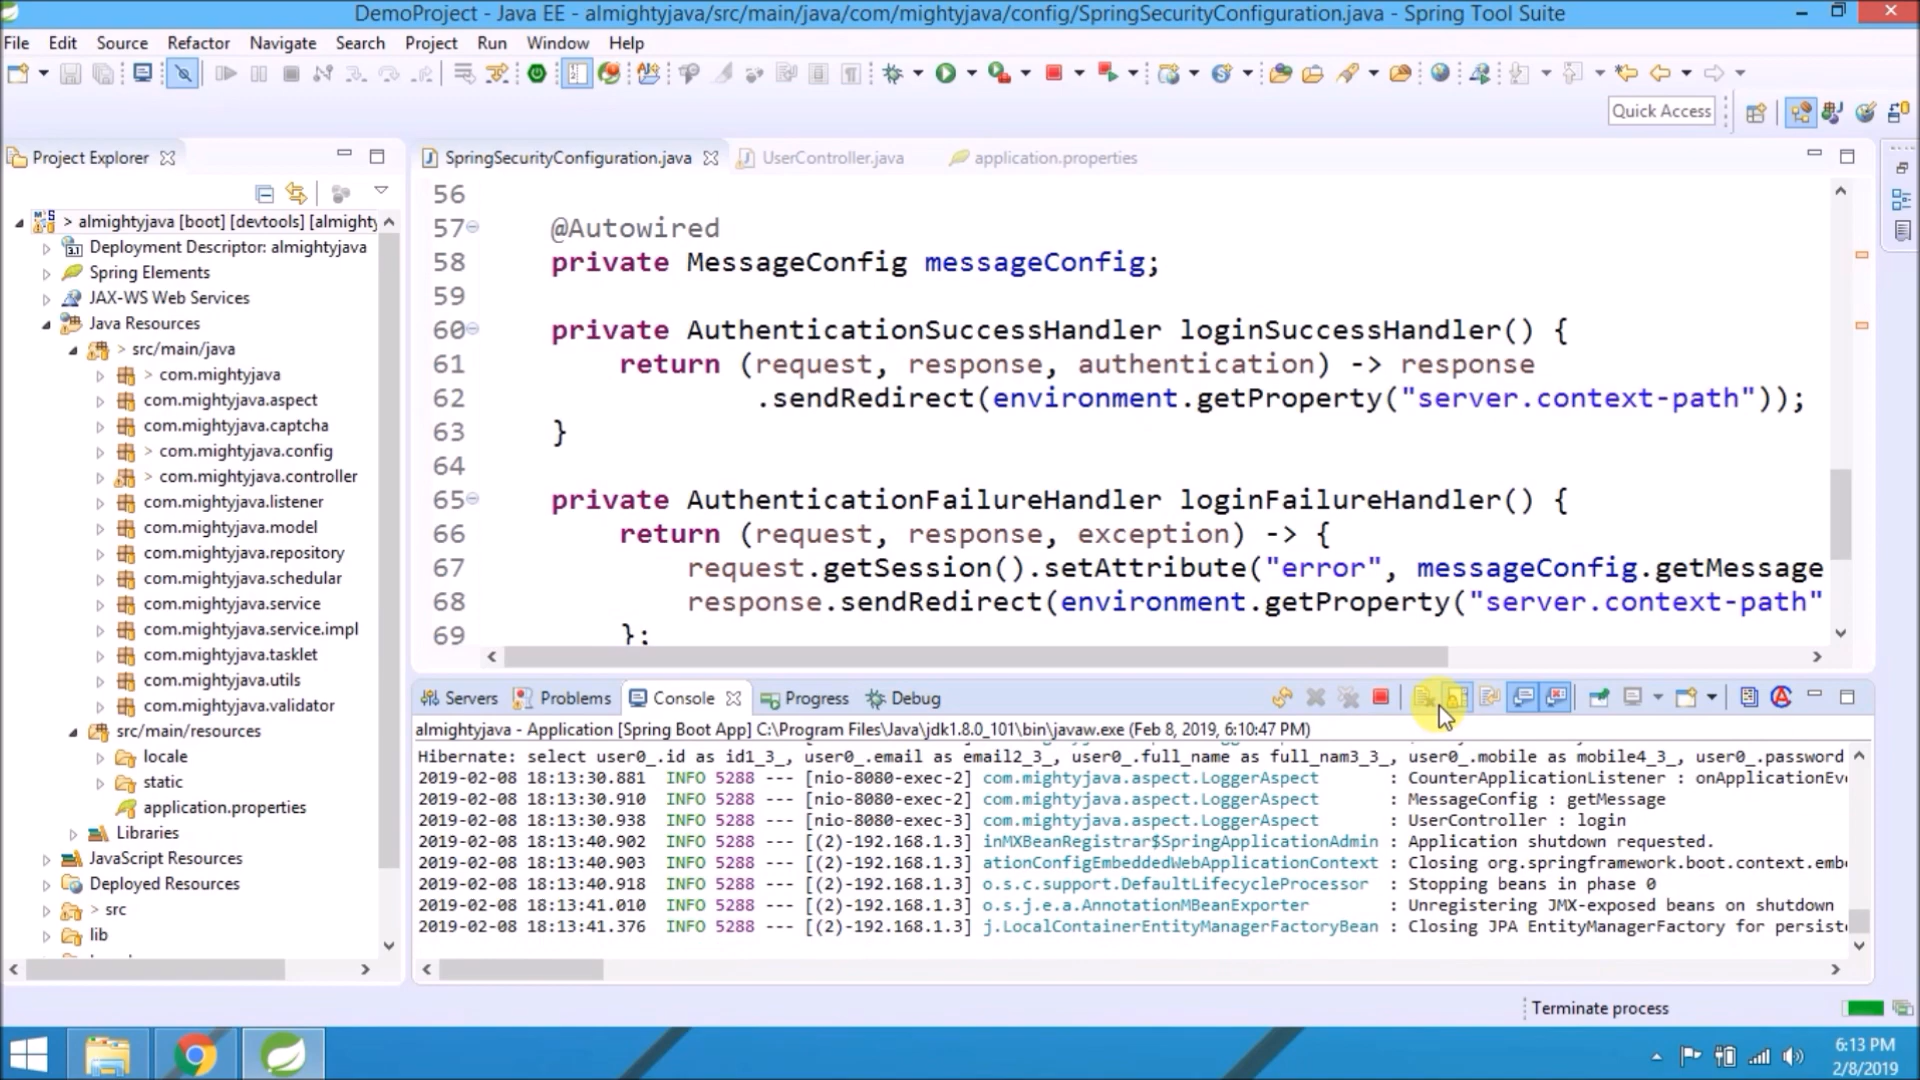 DemoProject - Java EE - almightyjava/src/main/java/com/mightyjava/config/SpringSecurityConfiguration.java - Spring Tool Suite
File Edit Source Refactor Navigate Search Project Run Window Help
Quick Access
Project Explorer
> almightyjava [boot] [devtools] [almighty
Deployment Descriptor: almightyjava
Spring Elements
JAX-WS Web Services
Java Resources
> src/main/java
> com.mightyjava
com.mightyjava.aspect
com.mightyjava.captcha
> com.mightyjava.config
> com.mightyjava.controller
com.mightyjava.listener
com.mightyjava.model
com.mightyjava.repository
com.mightyjava.schedular
com.mightyjava.service
com.mightyjava.service.impl
com.mightyjava.tasklet
com.mightyjava.utils
com.mightyjava.validator
src/main/resources
locale
static
application.properties
Libraries
JavaScript Resources
Deployed Resources
> src
lib
SpringSecurityConfiguration.java UserController.java application.properties
56
57 @Autowired
58 private MessageConfig messageConfig;
59
60 private AuthenticationSuccessHandler loginSuccessHandler() {
61 return (request, response, authentication) -> response
62 .sendRedirect(environment.getProperty("server.context-path"));
63 }
64
65 private AuthenticationFailureHandler loginFailureHandler() {
66 return (request, response, exception) -> {
67 request.getSession().setAttribute("error", messageConfig.getMessage
68 response.sendRedirect(environment.getProperty("server.context-path"
69 };
Servers Problems Console Progress Debug
almightyjava - Application [Spring Boot App] C:\Program Files\Java\jdk1.8.0_101\bin\javaw.exe (Feb 8, 2019, 6:10:47 PM)
Hibernate: select user0_.id as id1_3_, user0_.email as email2_3_, user0_.full_name as full_nam3_3_, user0_.mobile as mobile4_3_, user0_.password
2019-02-08 18:13:30.881 INFO 5288 --- [nio-8080-exec-2] com.mightyjava.aspect.LoggerAspect : CounterApplicationListener : onApplicationEve
2019-02-08 18:13:30.910 INFO 5288 --- [nio-8080-exec-2] com.mightyjava.aspect.LoggerAspect : MessageConfig : getMessage
2019-02-08 18:13:30.938 INFO 5288 --- [nio-8080-exec-3] com.mightyjava.aspect.LoggerAspect : UserController : login
2019-02-08 18:13:40.902 INFO 5288 --- [(2)-192.168.1.3] inMXBeanRegistrar$SpringApplicationAdmin : Application shutdown requested.
2019-02-08 18:13:40.903 INFO 5288 --- [(2)-192.168.1.3] ationConfigEmbeddedWebApplicationContext : Closing org.springframework.boot.context.embe
2019-02-08 18:13:40.918 INFO 5288 --- [(2)-192.168.1.3] o.s.c.support.DefaultLifecycleProcessor : Stopping beans in phase 0
2019-02-08 18:13:41.010 INFO 5288 --- [(2)-192.168.1.3] o.s.j.e.a.AnnotationMBeanExporter : Unregistering JMX-exposed beans on shutdown
2019-02-08 18:13:41.376 INFO 5288 --- [(2)-192.168.1.3] j.LocalContainerEntityManagerFactoryBean : Closing JPA EntityManagerFactory for persist
Terminate process
6:13 PM
2/8/2019